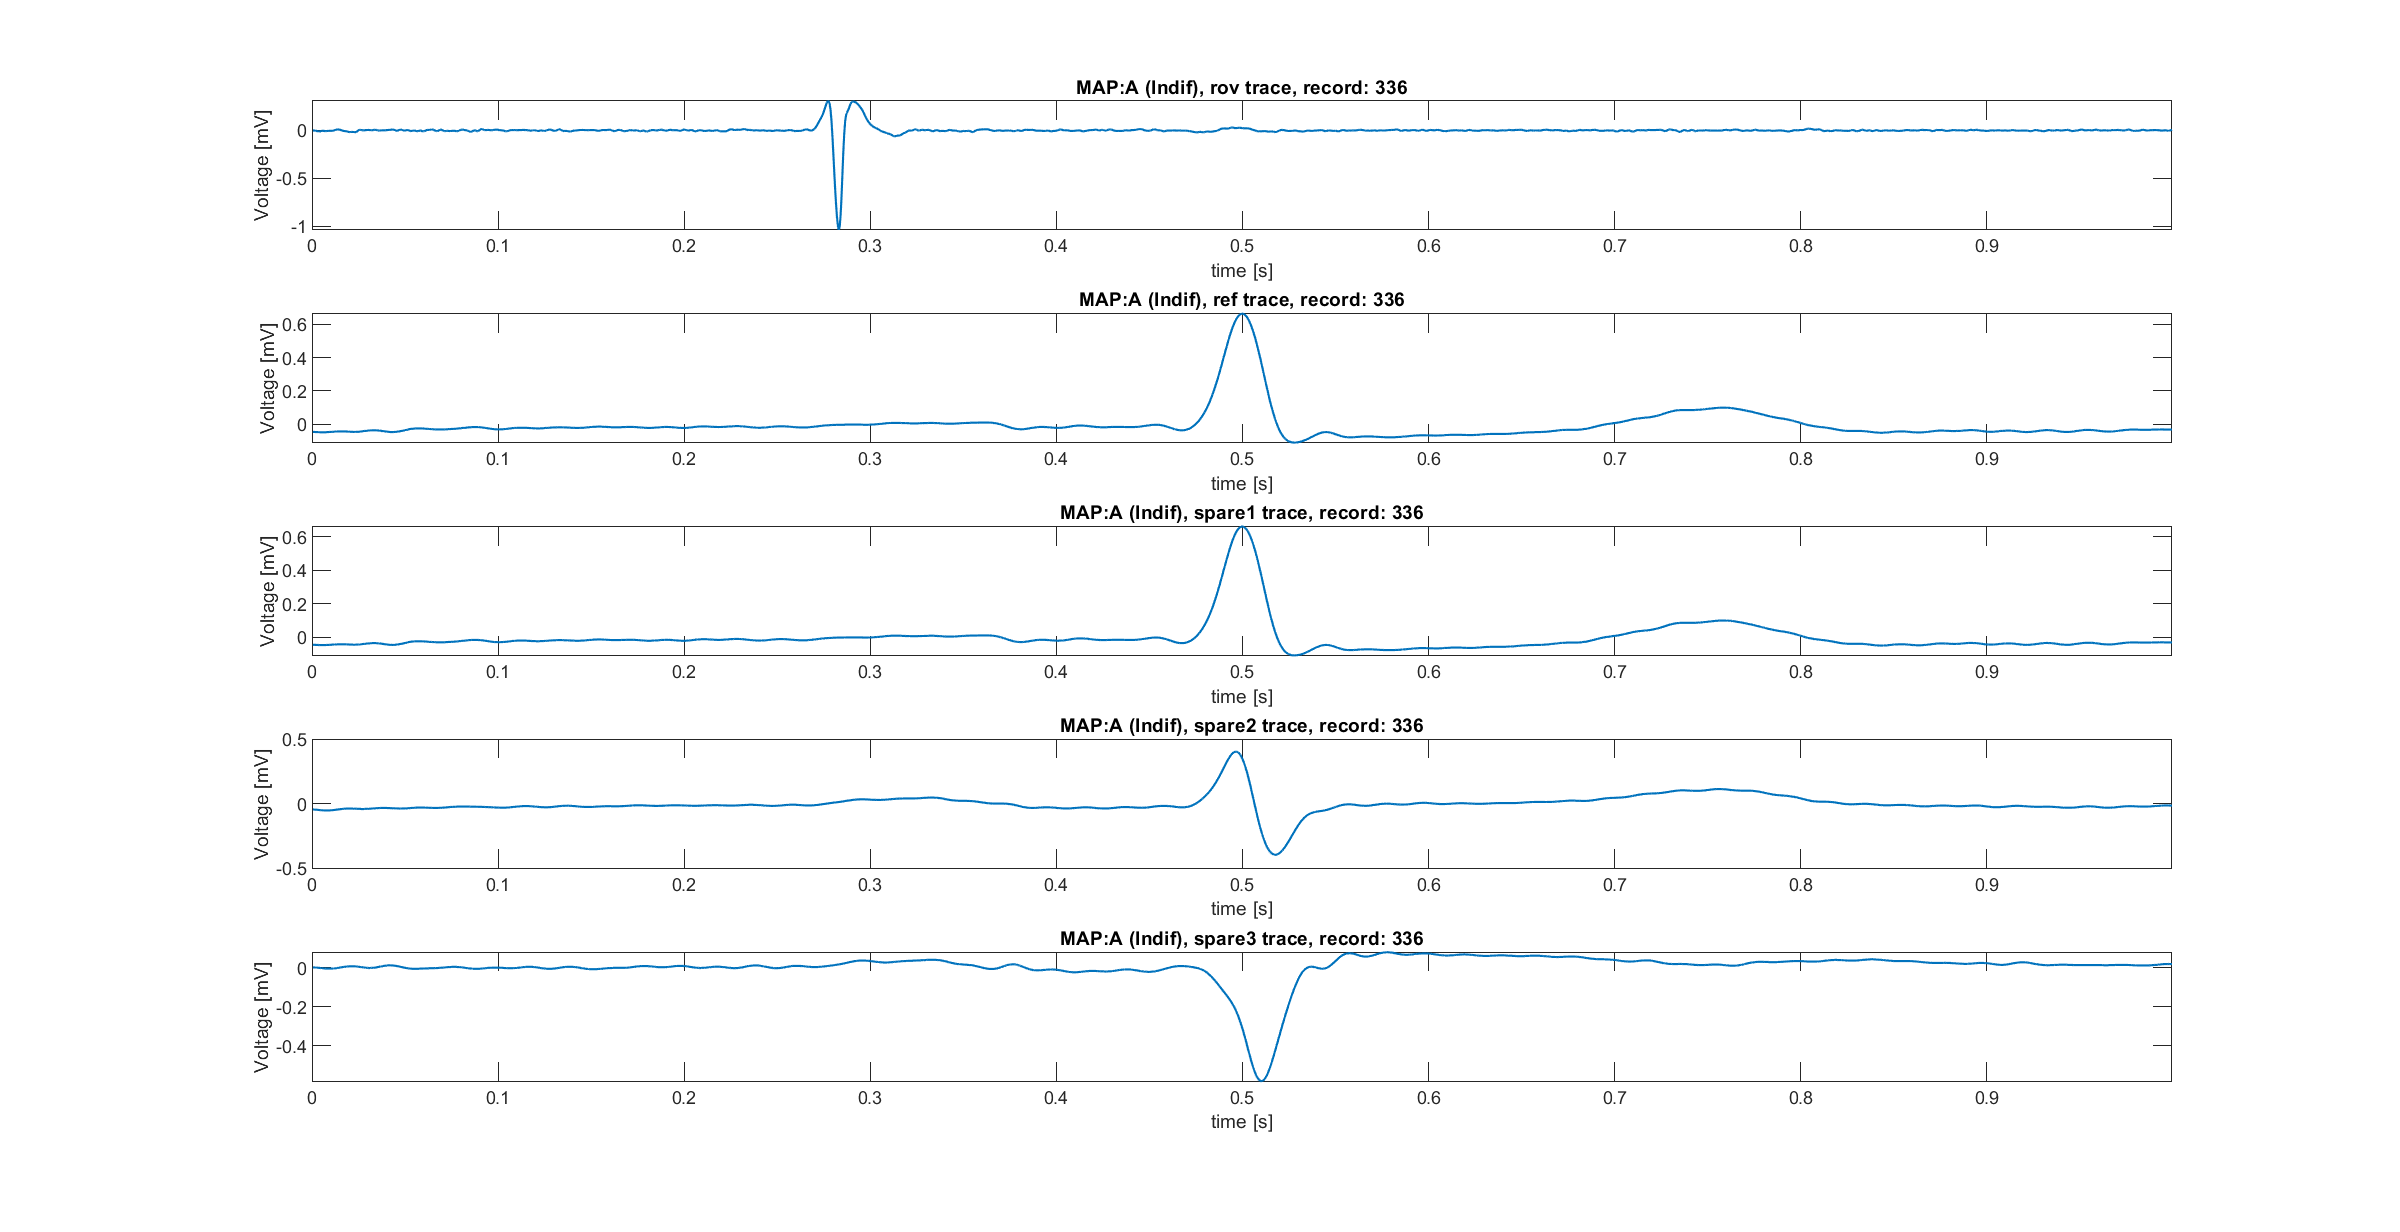 MAP:A (Indif), rov trace, record: 336
Voltage [mV]
0
-0.5
-1
0 0.1 0.2 0.3 0.4 0.5 0.6 0.7 0.8 0.9
time [s]
MAP:A (Indif), ref trace, record: 336
Voltage [mV]
0.6
0.4
0.2
0
0 0.1 0.2 0.3 0.4 0.5 0.6 0.7 0.8 0.9
time [s]
MAP:A (Indif), spare1 trace, record: 336
Voltage [mV]
0.6
0.4
0.2
0
0 0.1 0.2 0.3 0.4 0.5 0.6 0.7 0.8 0.9
time [s]
MAP:A (Indif), spare2 trace, record: 336
Voltage [mV]
0.5
0
-0.5
0 0.1 0.2 0.3 0.4 0.5 0.6 0.7 0.8 0.9
time [s]
MAP:A (Indif), spare3 trace, record: 336
Voltage [mV]
0
-0.2
-0.4
0 0.1 0.2 0.3 0.4 0.5 0.6 0.7 0.8 0.9
time [s]